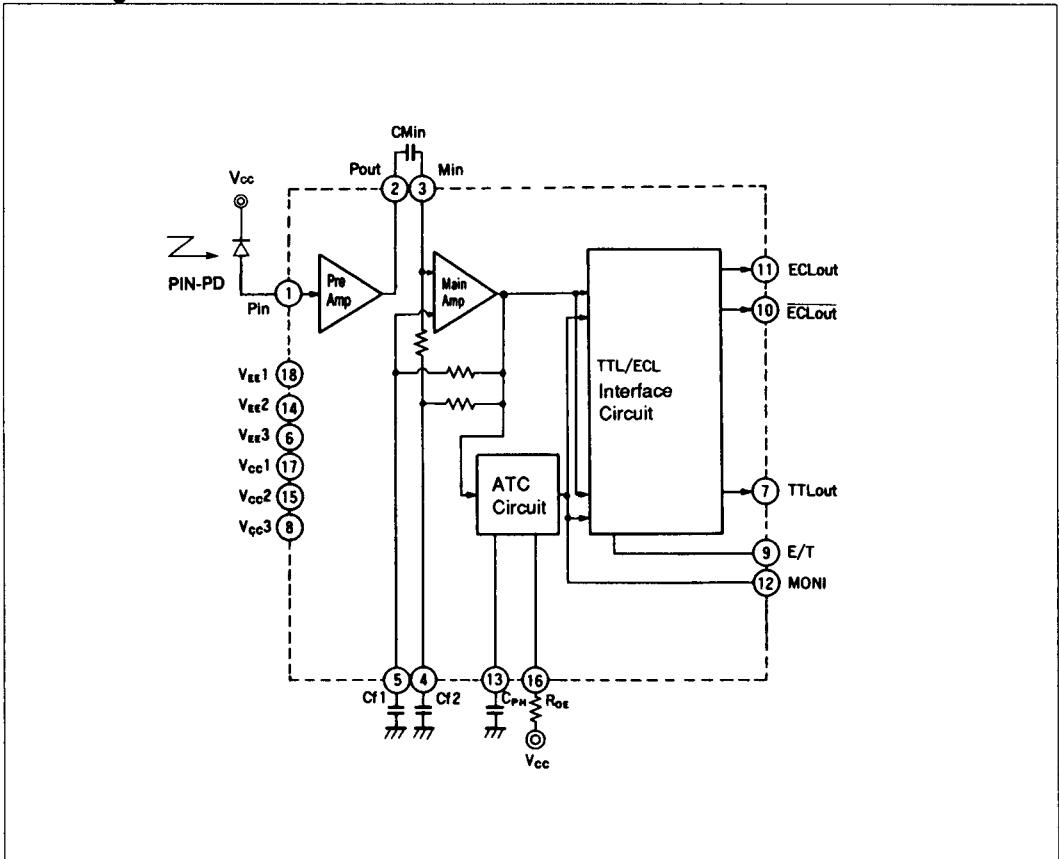 CMin
Pout
Min
2
3
Vcc
PIN-PD
Pin
1
Pre
Amp
Main
Amp
TTL/ECL
Interface
Circuit
11 ECLout
10 ECLout
VEE1 18
VEE2 14
VEE3 6
VCC1 17
VCC2 15
VCC3 8
ATC
Circuit
7 TTLout
9 E/T
12 MONI
5
4
13
16
Cf1
Cf2
CPH
ROE
Vcc